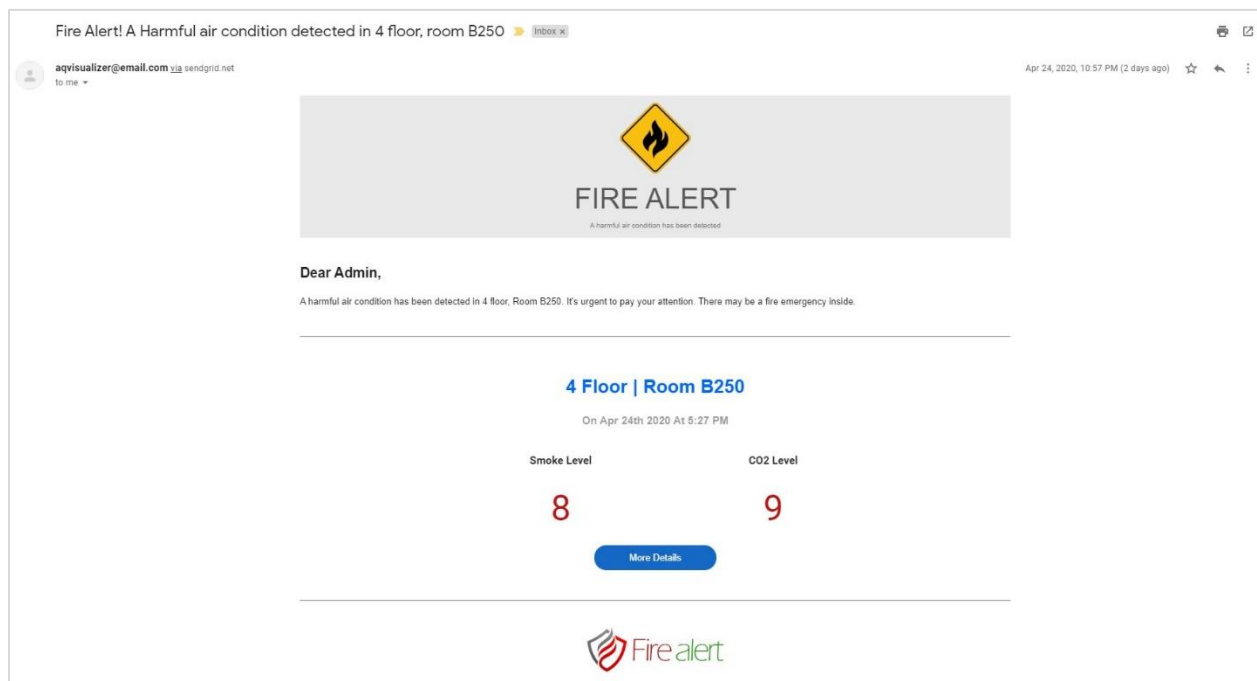 Fire Alert! A Harmful air condition detected in 4 floor, room B250 Inbox x
aqvisualizer@email.com via sendgrid.net Apr 24, 2020, 10:57 PM (2 days ago)
to me
FIRE ALERT
A harmful air condition has been detected
Dear Admin,
A harmful air condition has been detected in 4 floor, Room B250. It's urgent to pay your attention. There may be a fire emergency inside.
4 Floor | Room B250
On Apr 24th 2020 At 5:27 PM
Smoke Level CO2 Level
8 9
More Details
Fire alert